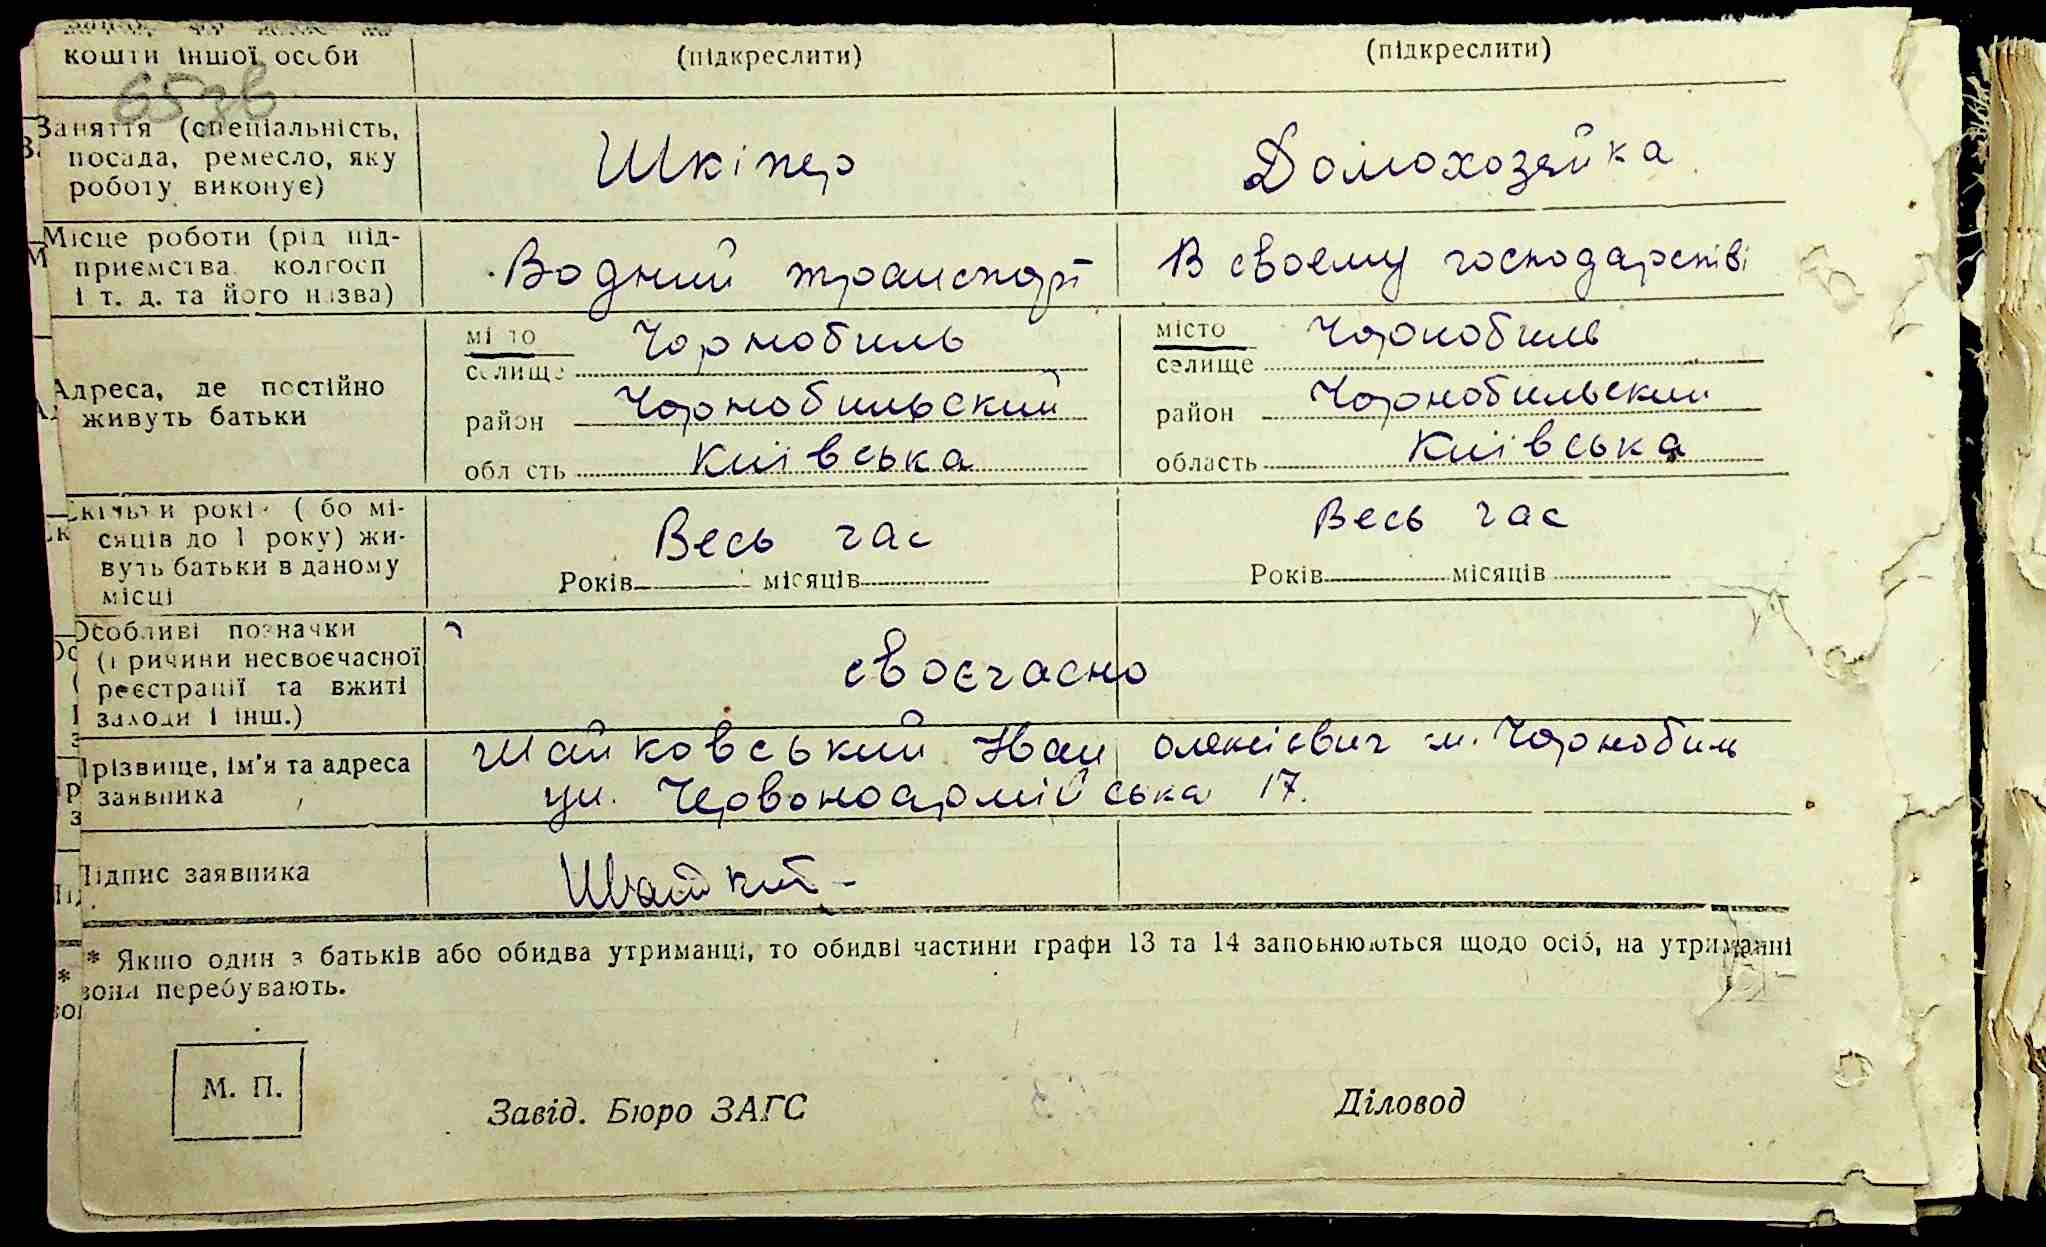 кошти іншої особи (підкреслити) (підкреслити)
65зв
Заняття (спеціальність, посада, ремесло, яку роботу виконує) Шкіпер Домохозяйка
Місце роботи (рід підприємства, колгосп і т. д. та його назва) Водний транспорт В своєму господарстві
Адреса, де постійно живуть батьки
місто селище Чорнобиль місто селище Чорнобиль
район Чорнобильский район Чорнобильский
область Київська область Київська
Скільки років (або місяців до 1 року) живуть батьки в даному місці Весь час Весь час
Років місяців Років місяців
Особливі позначки (причини несвоєчасної реєстрації та вжиті заходи і інш.) своєчасно
Прізвище, ім'я та адреса заявника Шайковський Иван олексієвич м. Чорнобиль
ул. Червоноармійська 17.
Підпис заявника
* Якщо один з батьків або обидва утриманці, то обидві частини графи 13 та 14 заповнюються щодо осіб, на утриманні
вони перебувають.
М. П.
Завід. Бюро ЗАГС Діловод